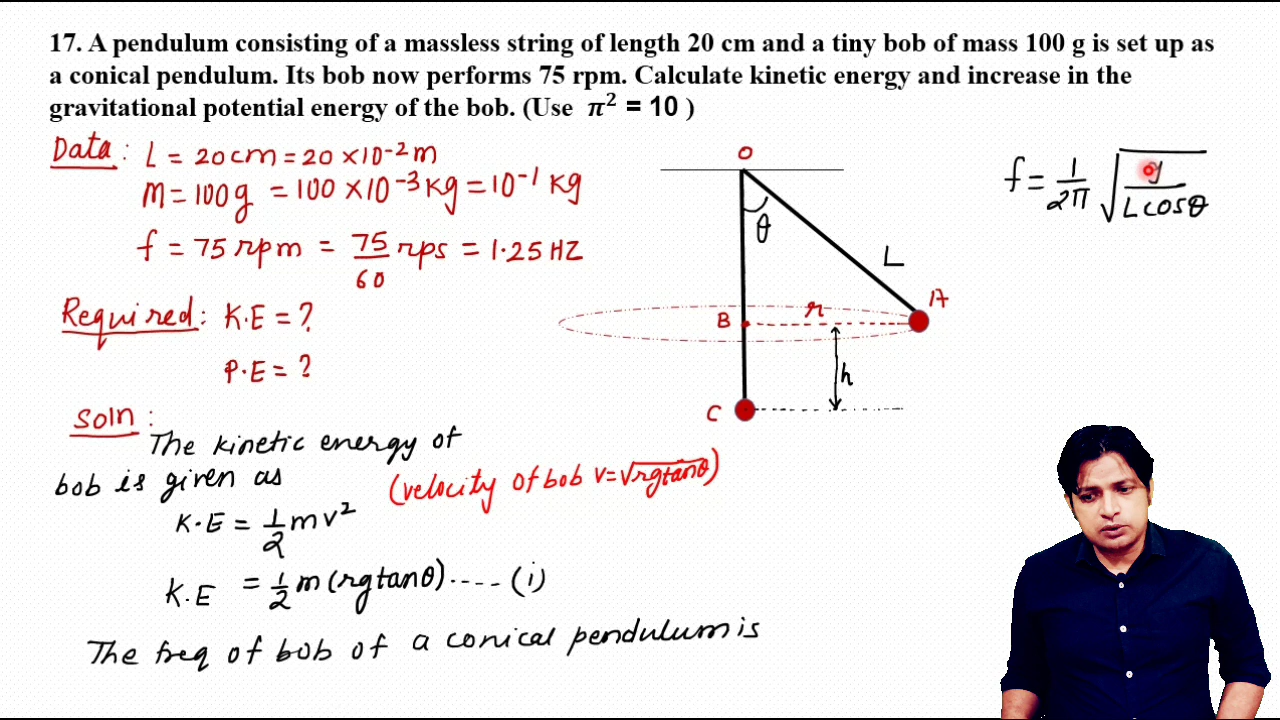 17. A pendulum consisting of a massless string of length 20 cm and a tiny bob of mass 100 g is set up as
a conical pendulum. Its bob now performs 75 rpm. Calculate kinetic energy and increase in the
gravitational potential energy of the bob. (Use π² = 10 )
Data: L = 20cm = 20 ×10⁻² m
m = 100g = 100 ×10⁻³ Kg = 10⁻¹ Kg
f = 75 rpm = 75/60 rps = 1.25 HZ
Required: K.E = ?
P.E = ?
Soln:
The kinetic energy of
bob is given as
(velocity of bob v=√rgtanθ)
K.E = 1/2 mv²
K.E = 1/2 m(rgtanθ)..... (i)
The freq of bob of a conical pendulum is
O
θ
L
A
r
B
h
C
f = 1/2π √g/Lcosθ